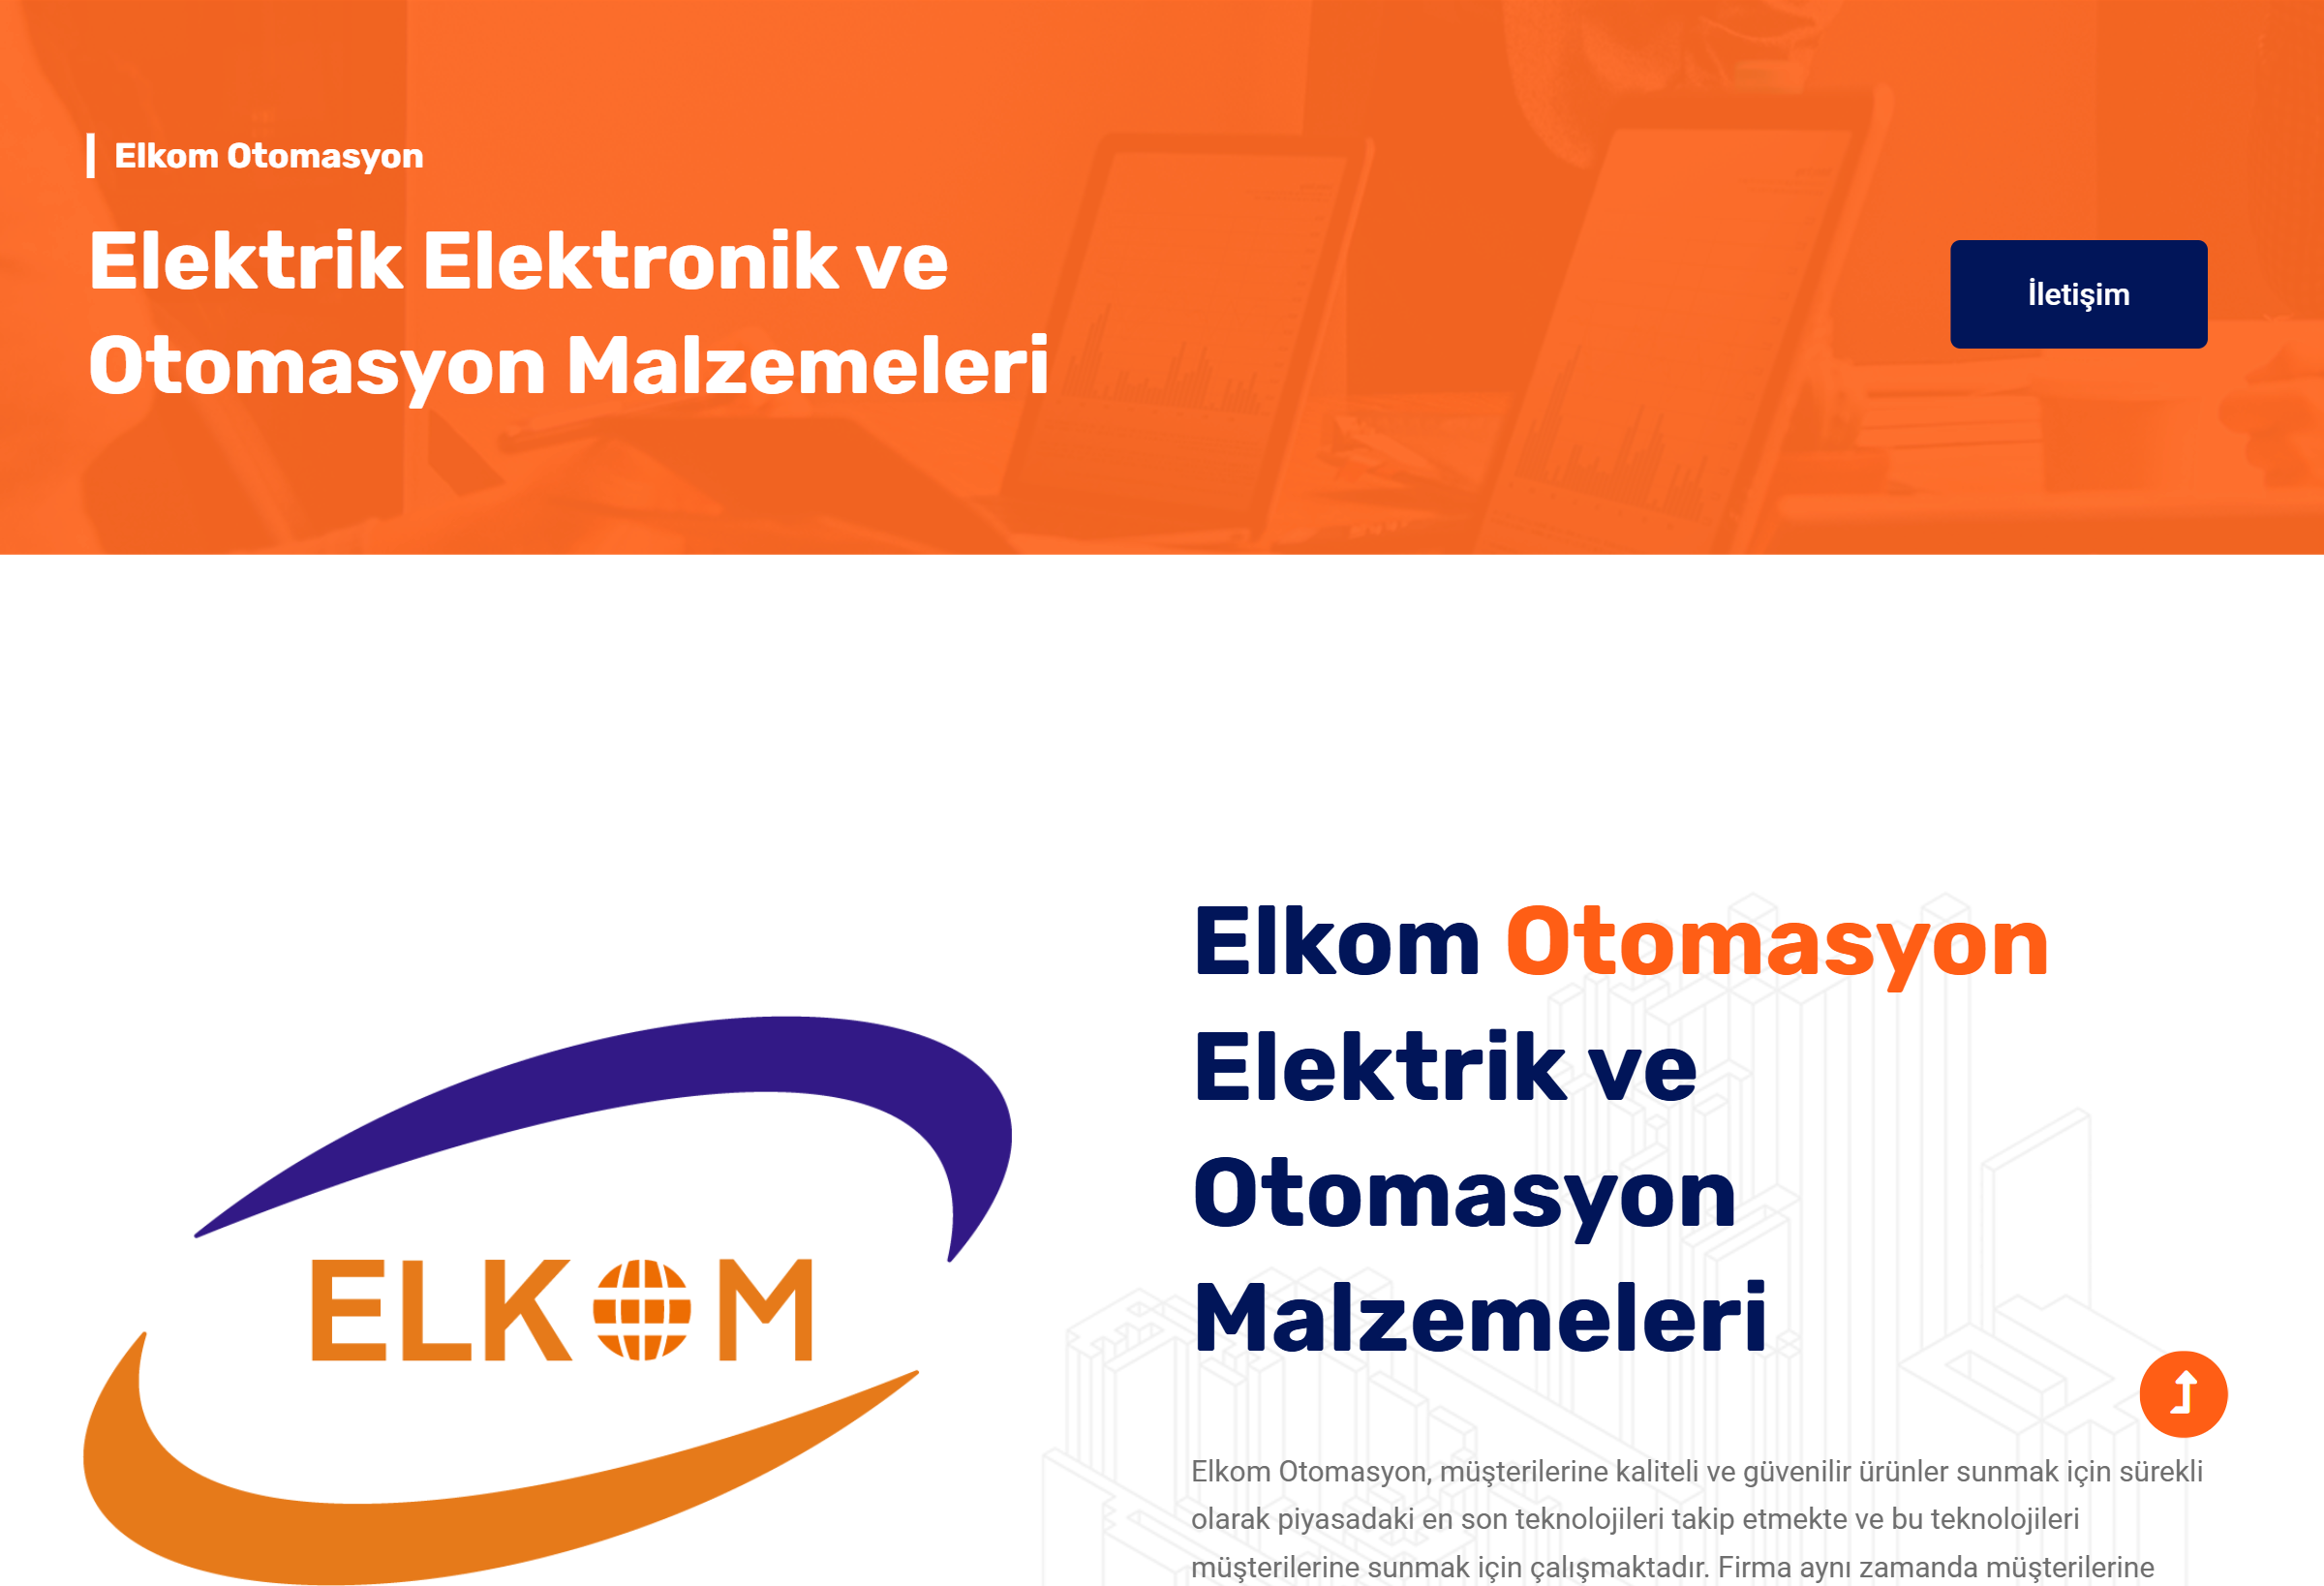 Elkom Otomasyon
Elektrik Elektronik ve
Otomasyon Malzemeleri
İletişim
ELKOM
Elkom Otomasyon
Elektrik ve
Otomasyon
Malzemeleri
Elkom Otomasyon, müşterilerine kaliteli ve güvenilir ürünler sunmak için sürekli
olarak piyasadaki en son teknolojileri takip etmekte ve bu teknolojileri
müşterilerine sunmak için çalışmaktadır. Firma aynı zamanda müşterilerine